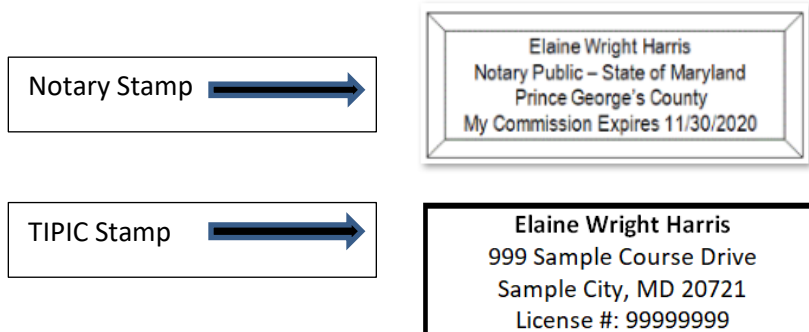 Notary Stamp
Elaine Wright Harris
Notary Public – State of Maryland
Prince George's County
My Commission Expires 11/30/2020
TIPIC Stamp
Elaine Wright Harris
999 Sample Course Drive
Sample City, MD 20721
License #: 99999999